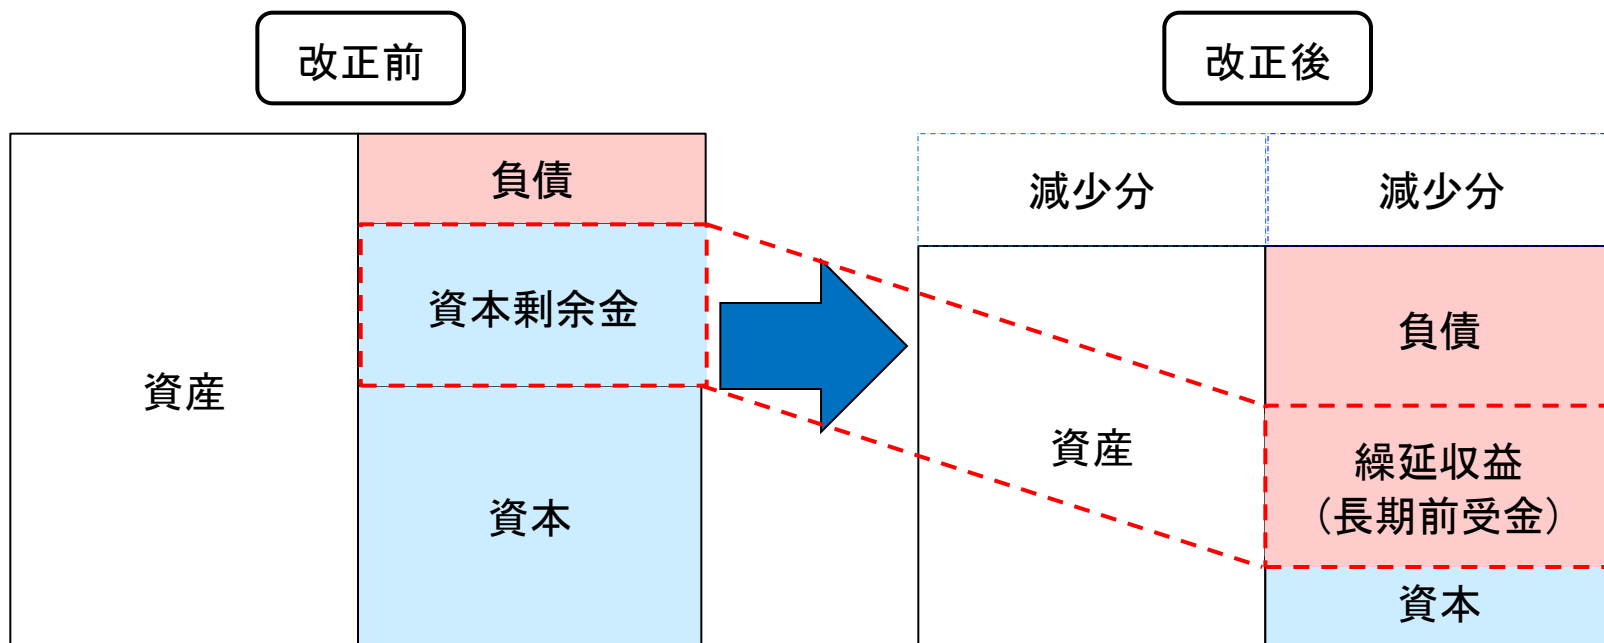 改正前
改正後
負債
資本剰余金
資産
資本
減少分
減少分
負債
資産
繰延収益
（長期前受金）
資本